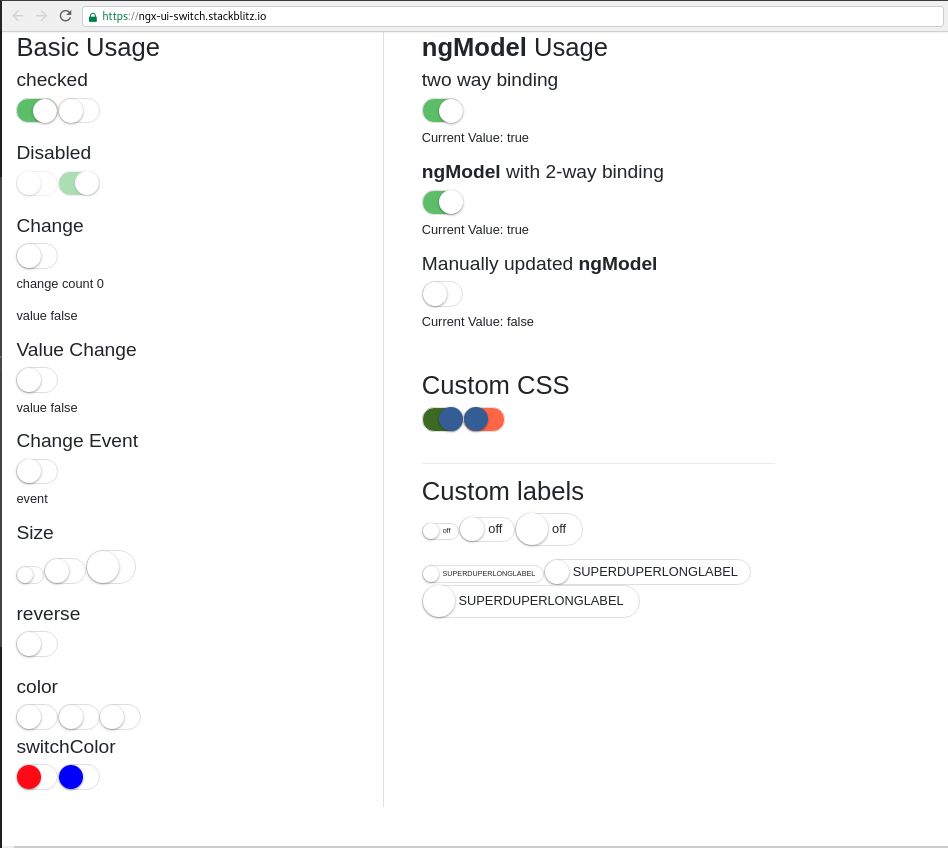 https://ngx-ui-switch.stackblitz.io
Basic Usage
checked
Disabled
Change
change count 0
value false
Value Change
value false
Change Event
event
Size
reverse
color
switchColor
ngModel Usage
two way binding
Current Value: true
ngModel with 2-way binding
Current Value: true
Manually updated ngModel
Current Value: false
Custom CSS
Custom labels
off off off
SUPERDUPERLONGLABEL SUPERDUPERLONGLABEL
SUPERDUPERLONGLABEL